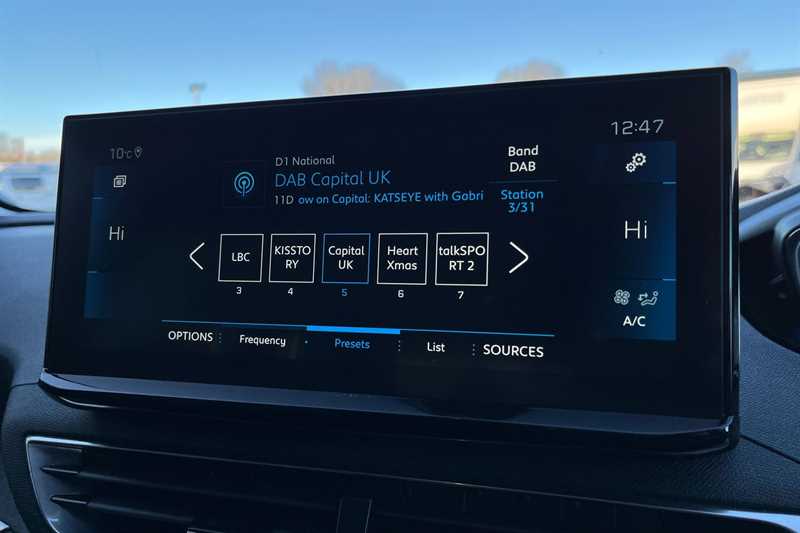 10°C
12:47
D1 National
DAB Capital UK
11D ow on Capital: KATSEYE with Gabri
Band
DAB
Station
3/31
Hi
Hi
LBC
3
KISSTO
RY
4
Capital
UK
5
Heart
Xmas
6
talkSPO
RT 2
7
A/C
OPTIONS
Frequency
Presets
List
SOURCES